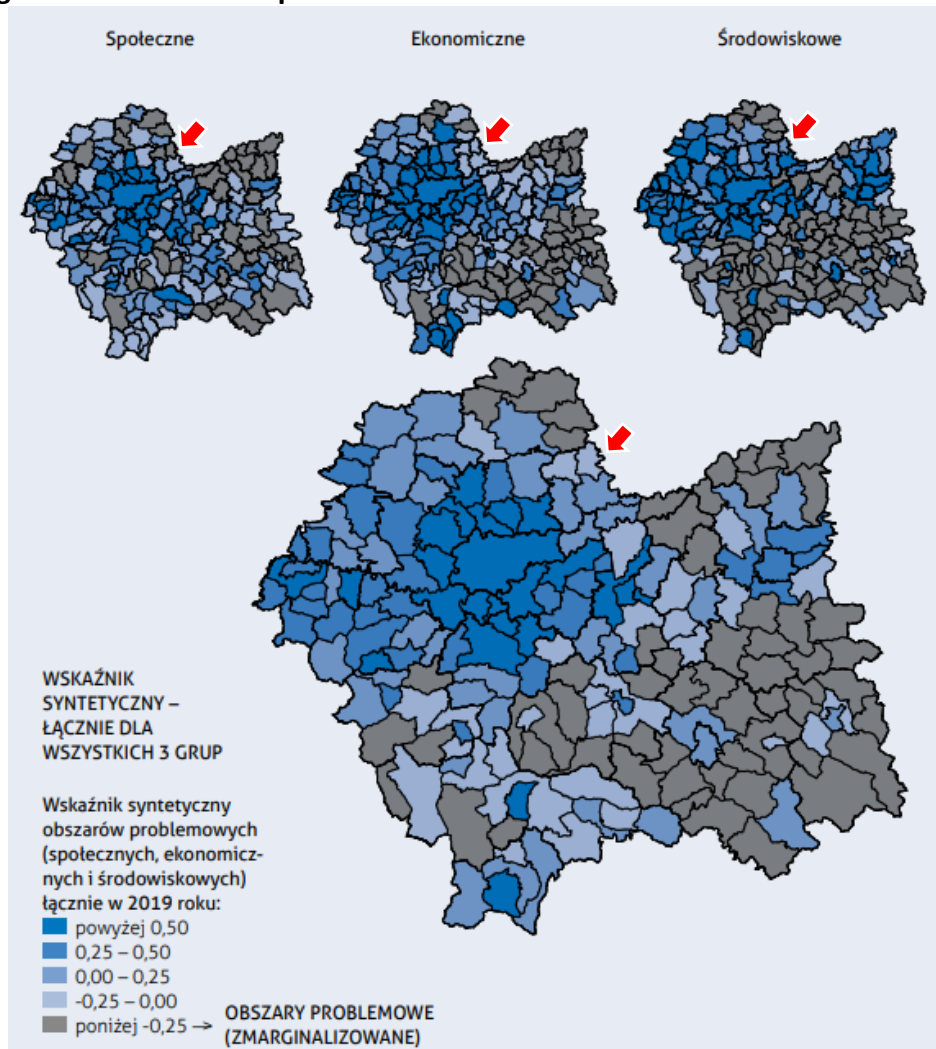 Społeczne
Ekonomiczne
Środowiskowe
WSKAŹNIK
SYNTETYCZNY –
ŁĄCZNIE DLA
WSZYSTKICH 3 GRUP
Wskaźnik syntetyczny
obszarów problemowych
(społecznych, ekonomicz-
nych i środowiskowych)
łącznie w 2019 roku:
powyżej 0,50
0,25 – 0,50
0,00 – 0,25
-0,25 – 0,00
poniżej -0,25 → OBSZARY PROBLEMOWE
(ZMARGINALIZOWANE)